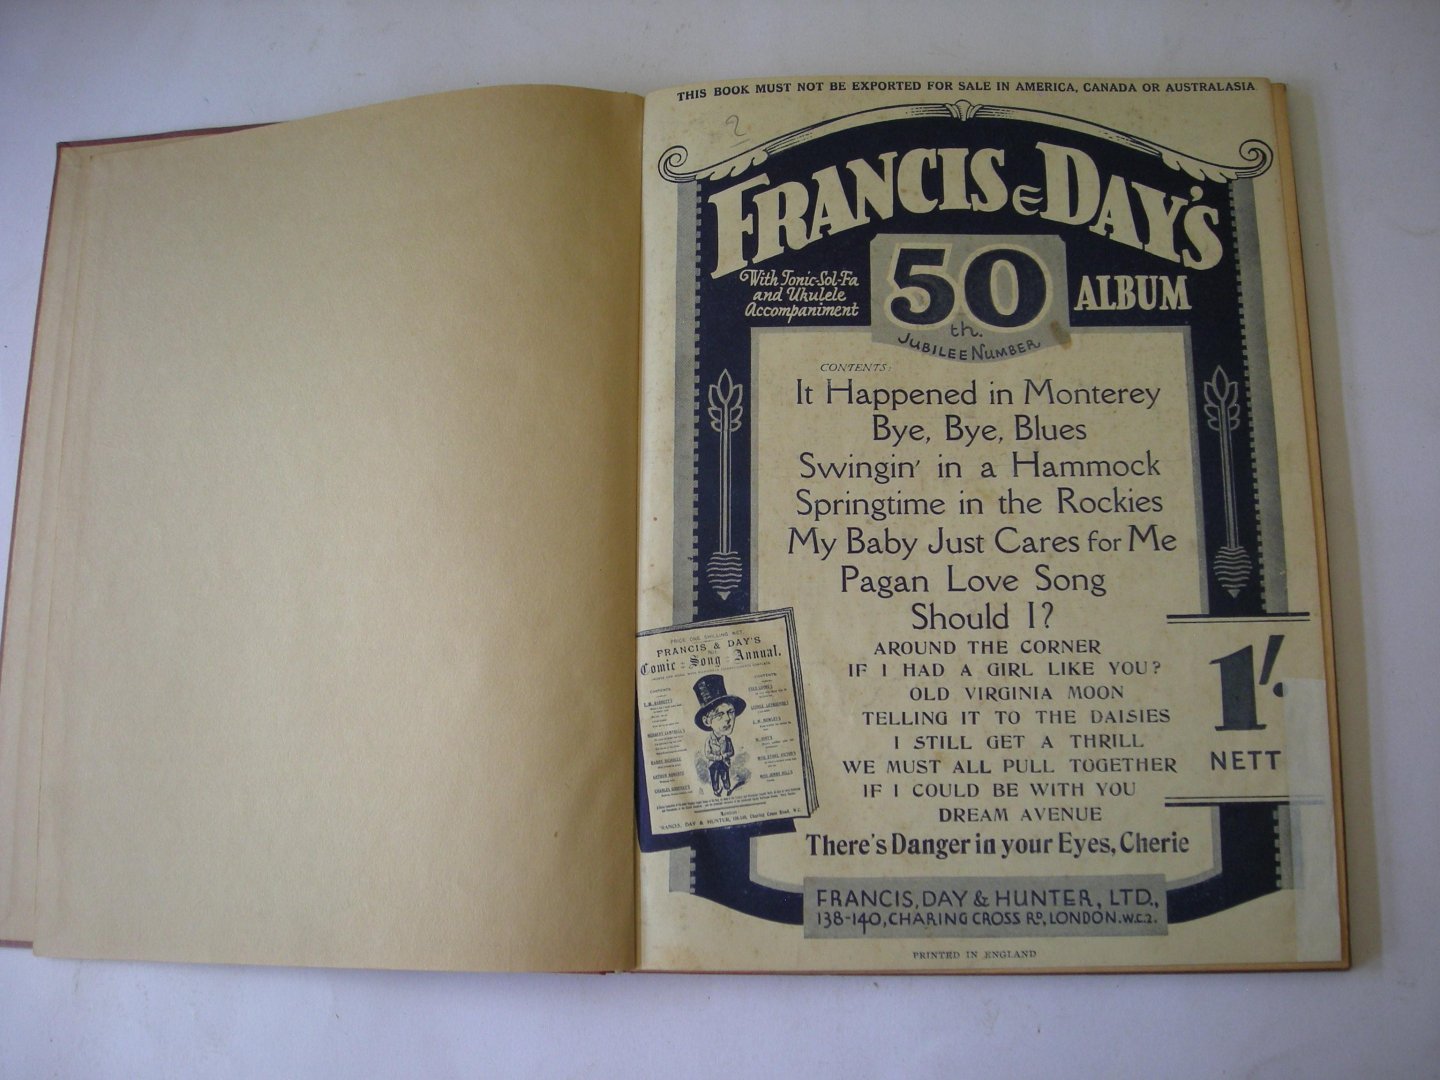 THIS BOOK MUST NOT BE EXPORTED FOR SALE IN AMERICA, CANADA OR AUSTRALASIA
2
FRANCIS & DAY'S
With Tonic-Sol-Fa
and Ukulele
Accompaniment
50
th.
JUBILEE NUMBER
ALBUM
CONTENTS:
It Happened in Monterey
Bye, Bye, Blues
Swingin' in a Hammock
Springtime in the Rockies
My Baby Just Cares for Me
Pagan Love Song
Should I?
AROUND THE CORNER
IF I HAD A GIRL LIKE YOU?
OLD VIRGINIA MOON
TELLING IT TO THE DAISIES
I STILL GET A THRILL
WE MUST ALL PULL TOGETHER
IF I COULD BE WITH YOU
DREAM AVENUE
There's Danger in your Eyes, Cherie
1/.
NETT
PRICE ONE SHILLING NET.
FRANCIS & DAY'S
Comic Song Annual.
CONTENTS
CONTENTS
FRANCIS, DAY & HUNTER, LTD.,
138-140, CHARING CROSS RD, LONDON. W.C.2.
PRINTED IN ENGLAND